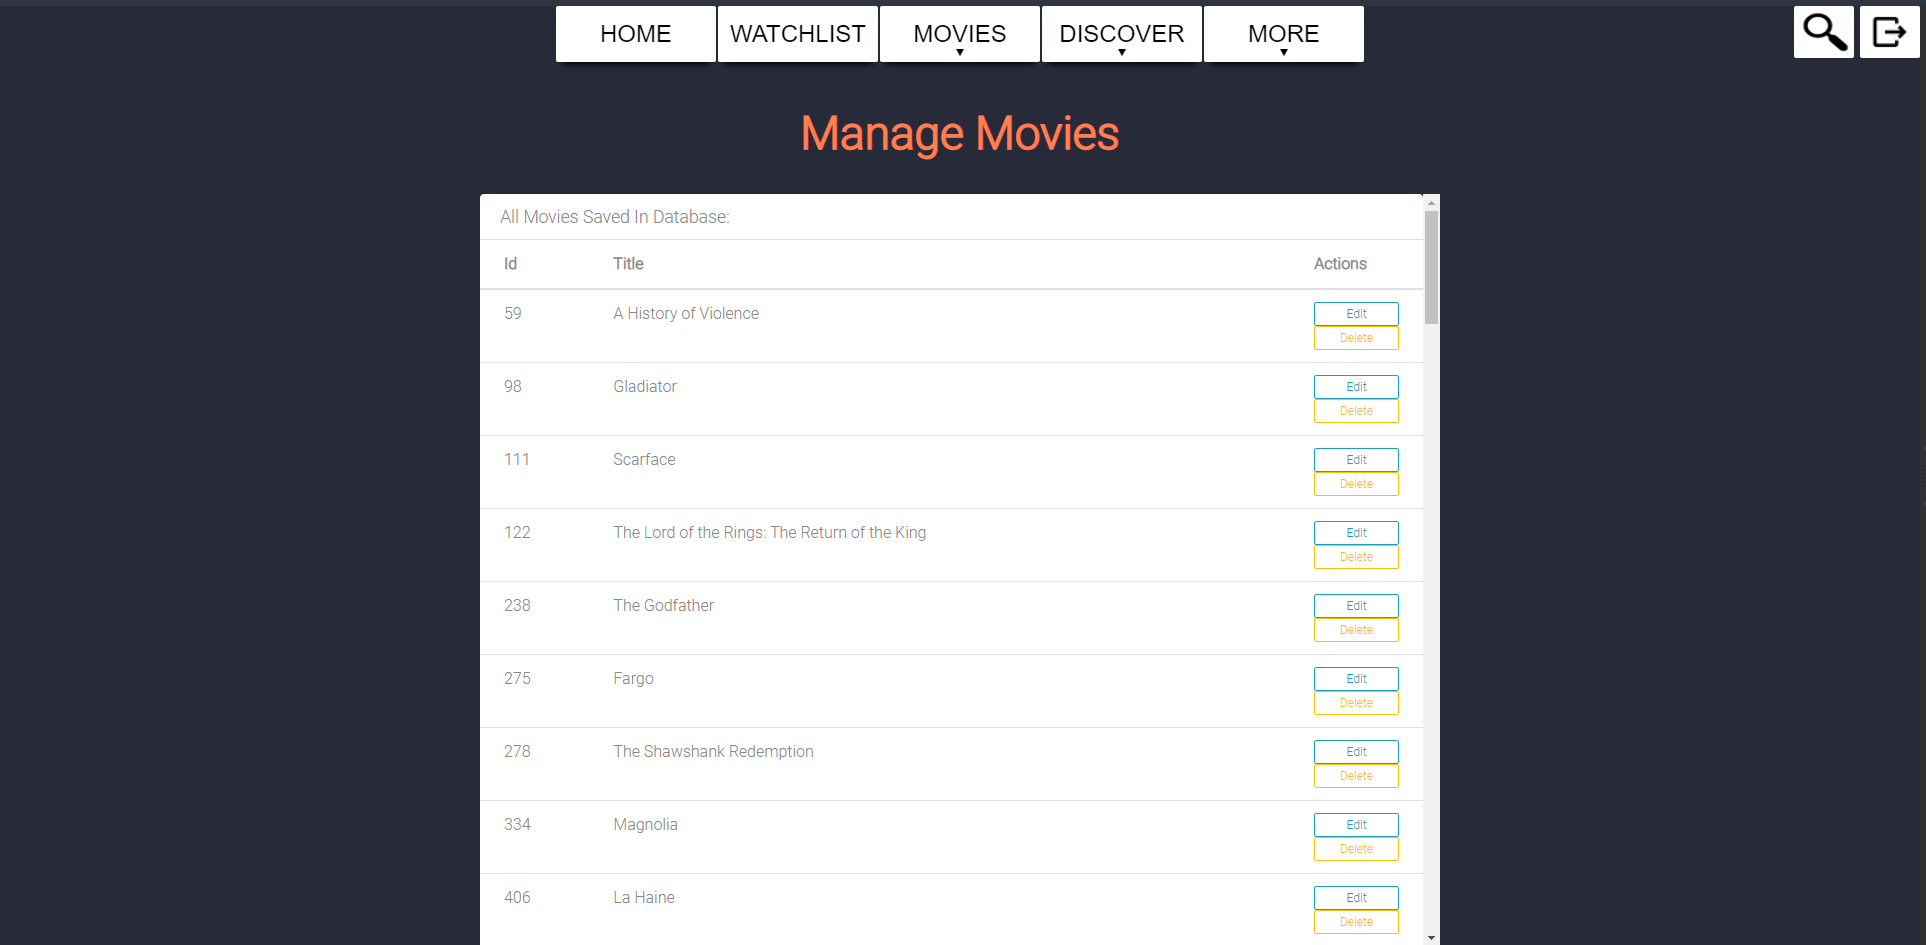 HOME WATCHLIST MOVIES DISCOVER MORE
Manage Movies
All Movies Saved In Database:
Id Title Actions
59 A History of Violence Edit
Delete
98 Gladiator Edit
Delete
111 Scarface Edit
Delete
122 The Lord of the Rings: The Return of the King Edit
Delete
238 The Godfather Edit
Delete
275 Fargo Edit
Delete
278 The Shawshank Redemption Edit
Delete
334 Magnolia Edit
Delete
406 La Haine Edit
Delete